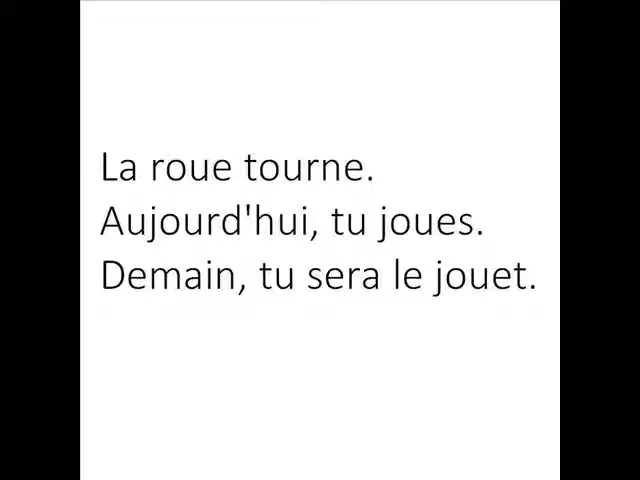 La roue tourne.
Aujourd'hui, tu joues.
Demain, tu sera le jouet.